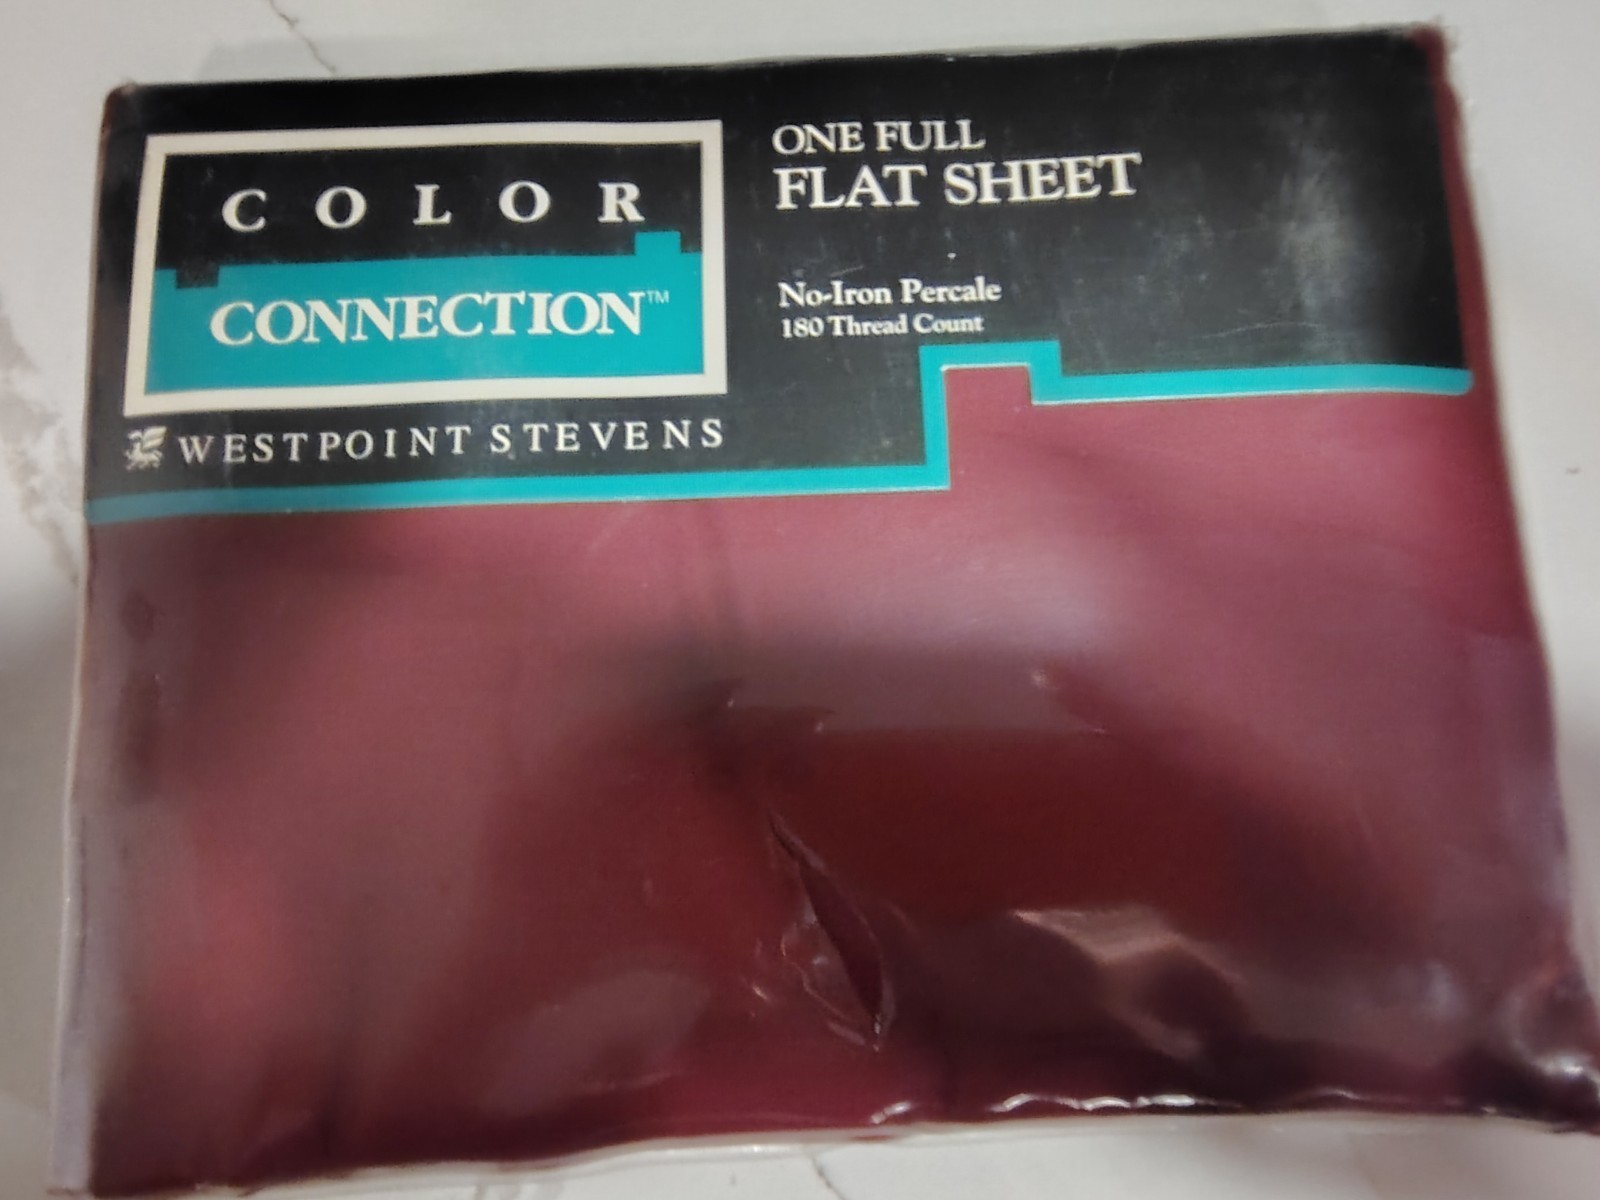 COLOR
CONNECTION™
WESTPOINT STEVENS
ONE FULL
FLAT SHEET
No-Iron Percale
180 Thread Count